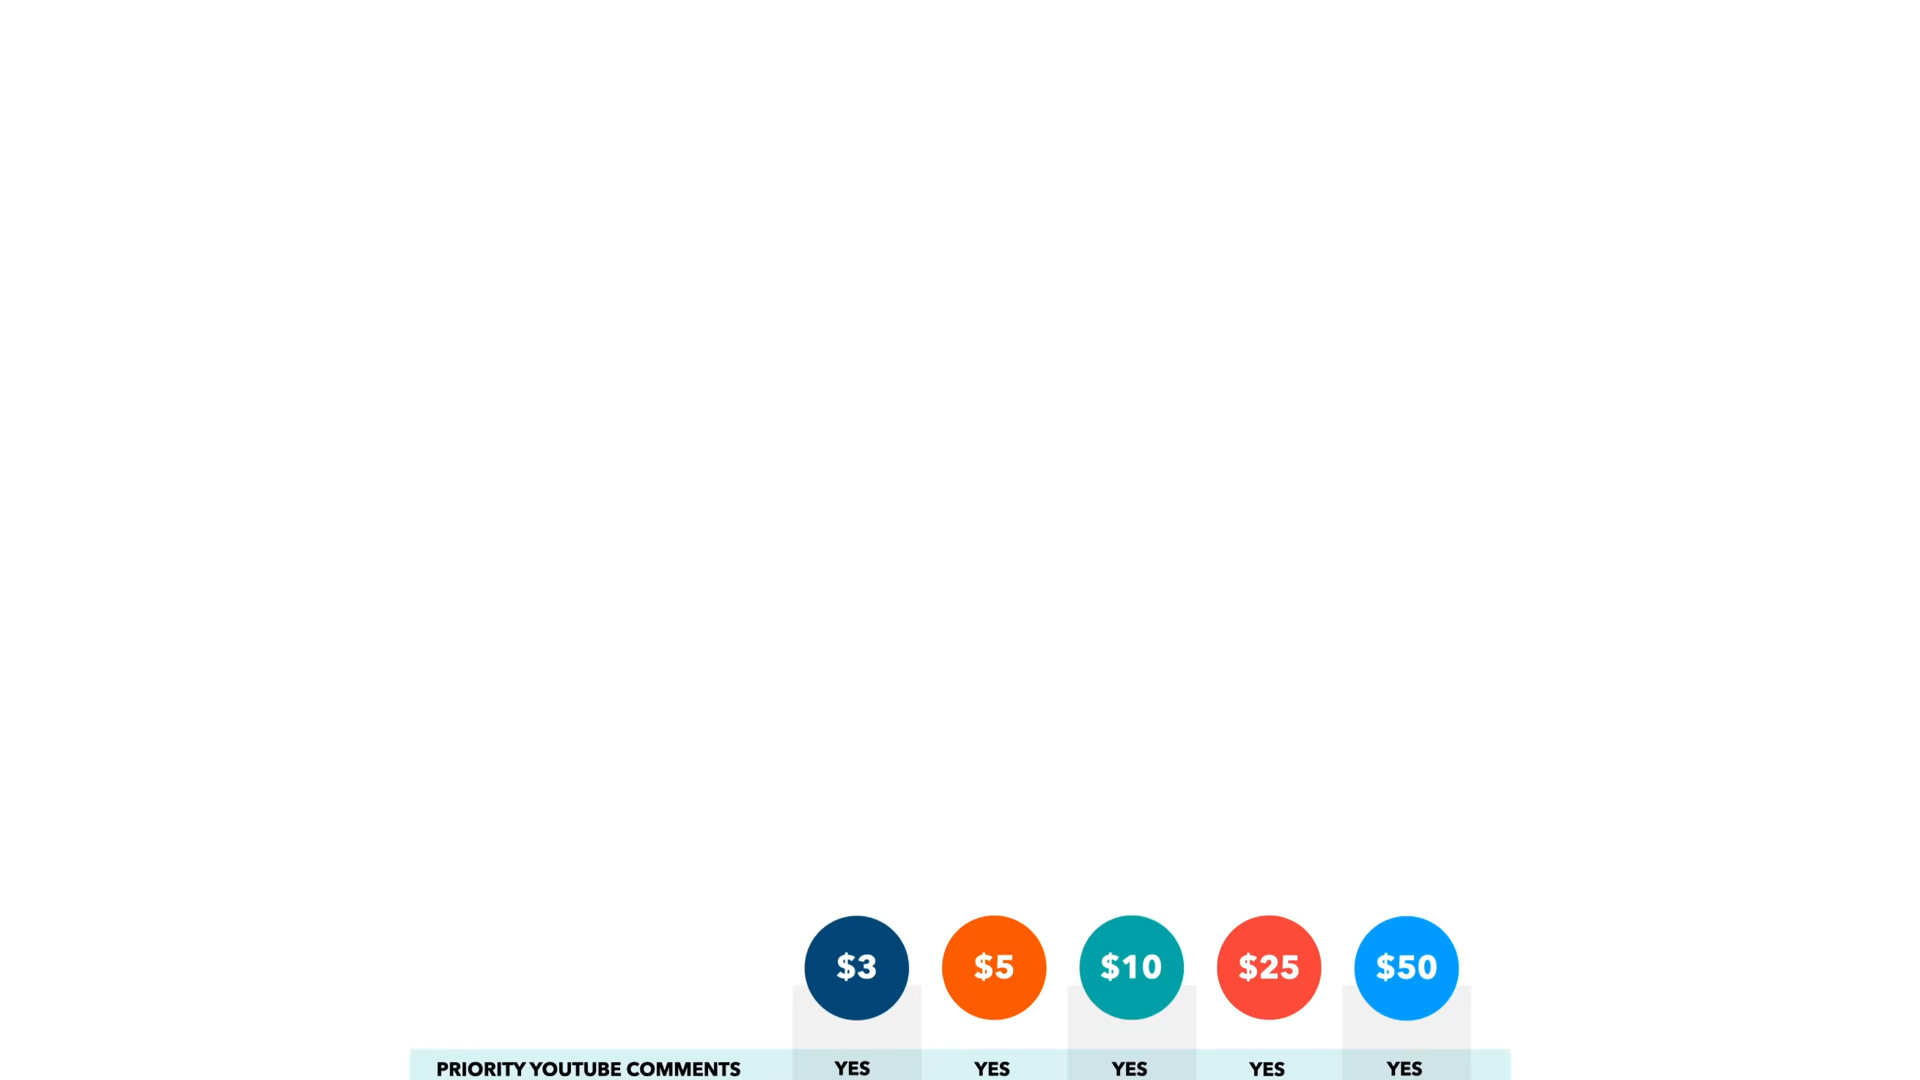 $3 $5 $10 $25 $50
PRIORITY YOUTUBE COMMENTS YES YES YES YES YES